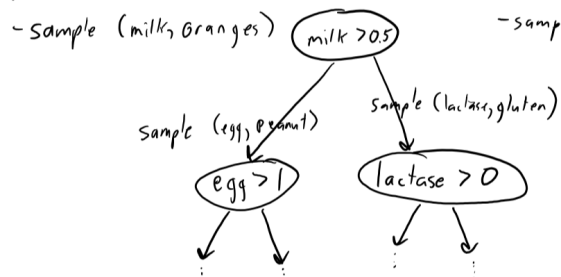 - sample (milk, oranges)
milk > 0.5
- samp
sample (lactase, gluten)
sample (egg, peanut)
egg > 1
lactase > 0